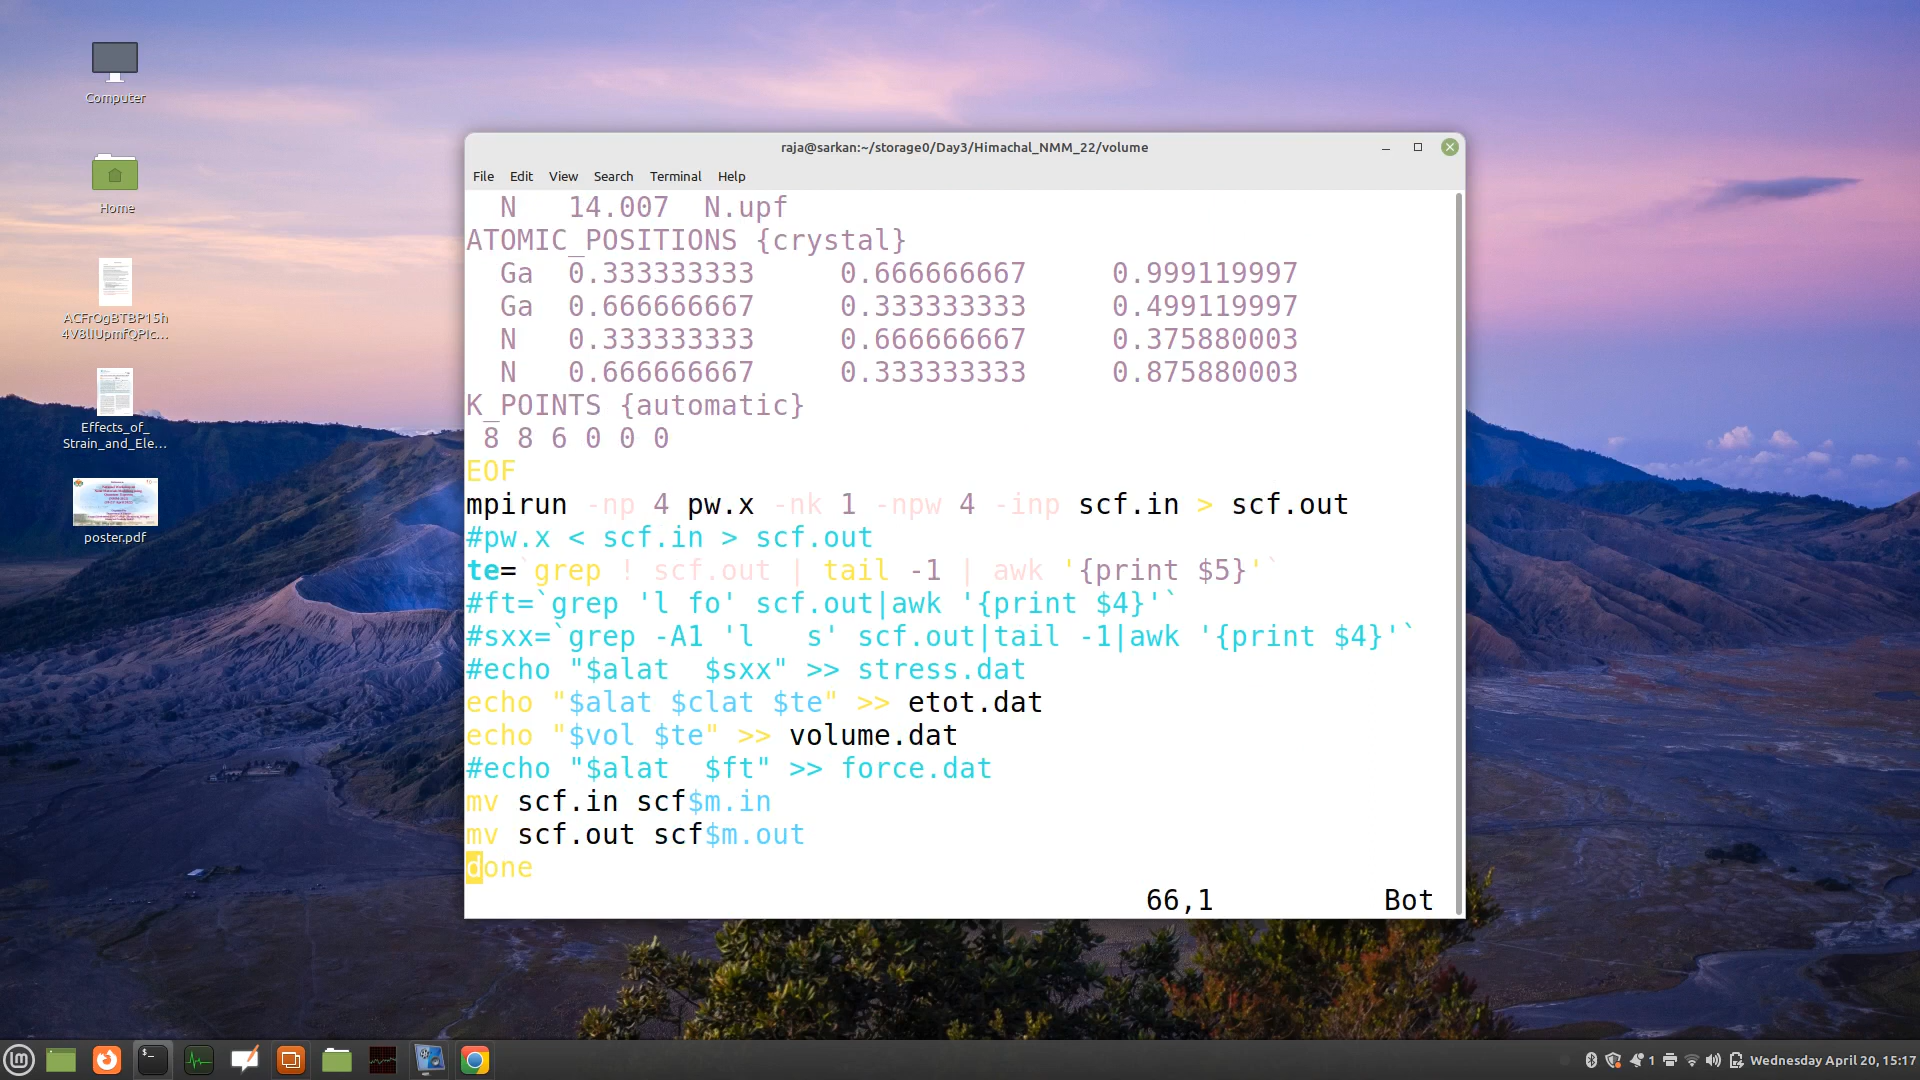 Computer
Home
ACFrOgBTBP15h
4V8liUpmfQPIc...
Effects_of_
Strain_and_Ele...
poster.pdf
raja@sarkan:~/storage0/Day3/Himachal_NMM_22/volume
File Edit View Search Terminal Help
N 14.007 N.upf
ATOMIC_POSITIONS {crystal}
Ga 0.333333333 0.666666667 0.999119997
Ga 0.666666667 0.333333333 0.499119997
N 0.333333333 0.666666667 0.375880003
N 0.666666667 0.333333333 0.875880003
K_POINTS {automatic}
8 8 6 0 0 0
EOF
mpirun -np 4 pw.x -nk 1 -npw 4 -inp scf.in > scf.out
#pw.x < scf.in > scf.out
te=`grep ! scf.out | tail -1 | awk '{print $5}'`
#ft=`grep 'l fo' scf.out|awk '{print $4}'`
#sxx=`grep -A1 'l   s' scf.out|tail -1|awk '{print $4}'`
#echo "$alat  $sxx" >> stress.dat
echo "$alat $clat $te" >> etot.dat
echo "$vol $te" >> volume.dat
#echo "$alat  $ft" >> force.dat
mv scf.in scf$m.in
mv scf.out scf$m.out
done
66,1 Bot
1 Wednesday April 20, 15:17